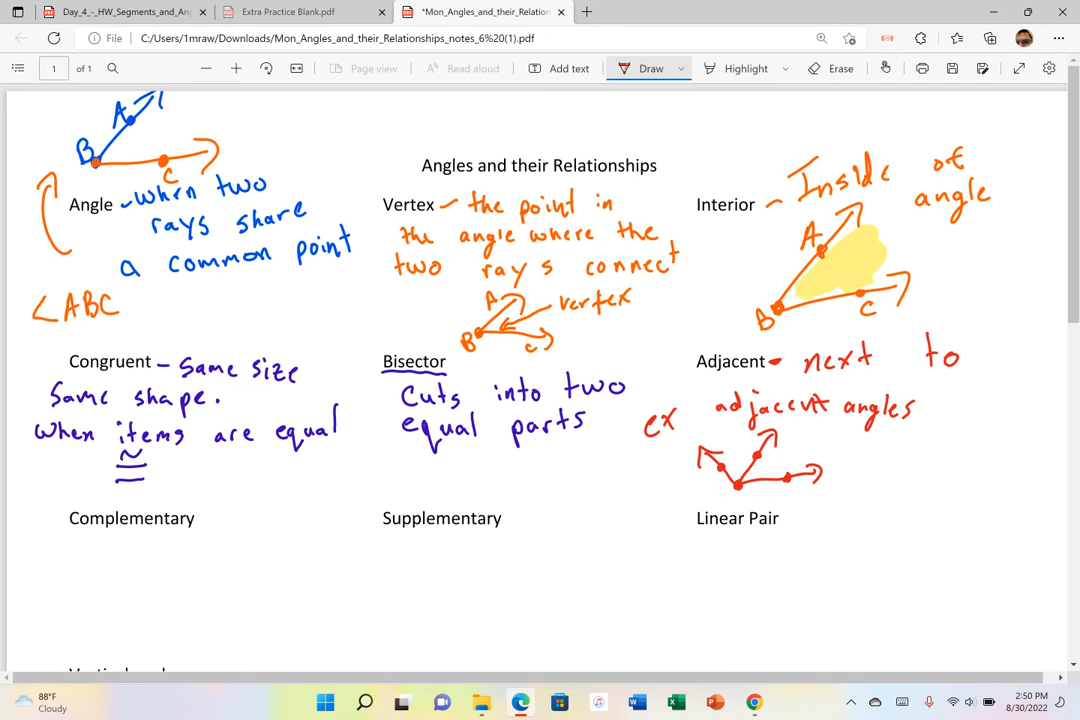 Day_4_-_HW_Segments_and_An
Extra Practice Blank.pdf
*Mon_Angles_and_their_Relation
File
C:/Users/1mraw/Downloads/Mon_Angles_and_their_Relationships_notes_6%20(1).pdf
1 of 1
Page view
Read aloud
Add text
Draw
Highlight
Erase
A
B
C
Angles and their Relationships
Angle - when two
rays share
a common point
∠ABC
Vertex - the point in
the angle where the
two rays connect
A
vertex
B
C
Interior - Inside of
angle
A
B
C
Congruent - Same size
Same shape.
when items are equal
≅
Bisector
Cuts into two
equal parts
Adjacent - next to
ex adjacent angles
Complementary
Supplementary
Linear Pair
88°F
Cloudy
2:50 PM
8/30/2022